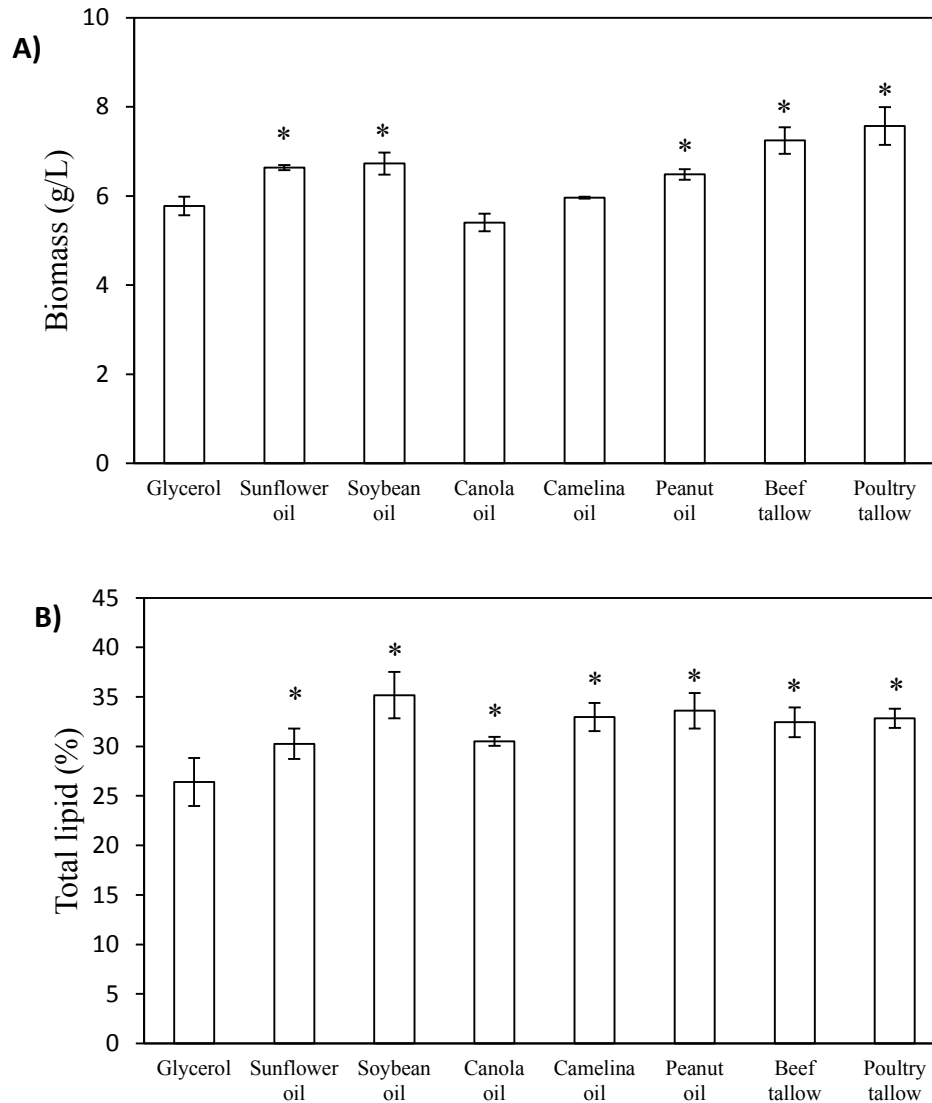 A)
Biomass (g/L)
10
8
6
4
2
0
* * * * *
Glycerol Sunflower oil Soybean oil Canola oil Camelina oil Peanut oil Beef tallow Poultry tallow
B)
Total lipid (%)
45
40
35
30
25
20
15
10
5
0
* * * * * * *
Glycerol Sunflower oil Soybean oil Canola oil Camelina oil Peanut oil Beef tallow Poultry tallow